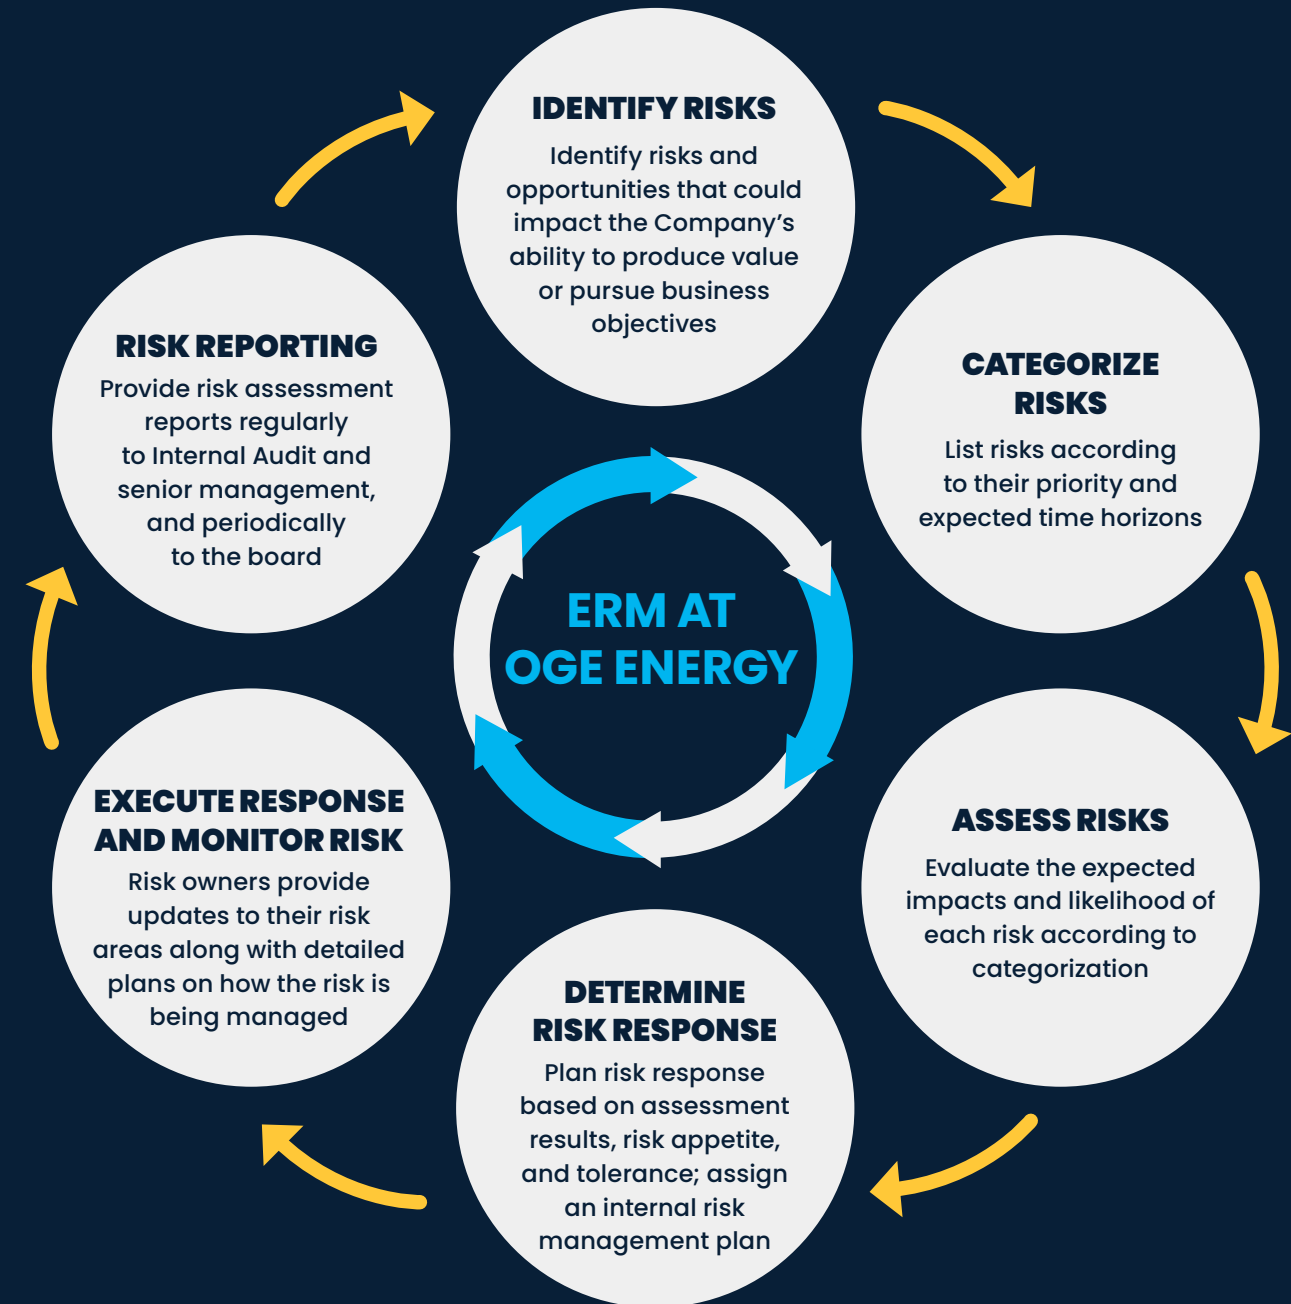 IDENTIFY RISKS
Identify risks and
opportunities that could
impact the Company’s
ability to produce value
or pursue business
objectives
CATEGORIZE
RISKS
List risks according
to their priority and
expected time horizons
ASSESS RISKS
Evaluate the expected
impacts and likelihood of
each risk according to
categorization
DETERMINE
RISK RESPONSE
Plan risk response
based on assessment
results, risk appetite,
and tolerance; assign
an internal risk
management plan
EXECUTE RESPONSE
AND MONITOR RISK
Risk owners provide
updates to their risk
areas along with detailed
plans on how the risk is
being managed
RISK REPORTING
Provide risk assessment
reports regularly
to Internal Audit and
senior management,
and periodically
to the board
ERM AT
OGE ENERGY